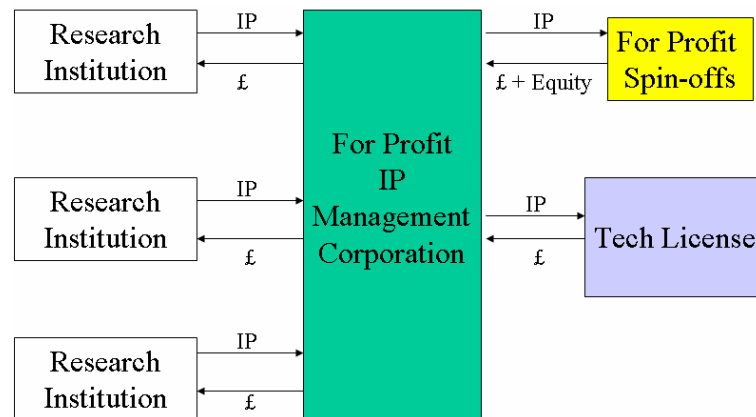 Research
Institution
IP
£
For Profit
IP
Management
Corporation
IP
£ + Equity
For Profit
Spin-offs
Research
Institution
IP
£
IP
£
Tech License
Research
Institution
IP
£